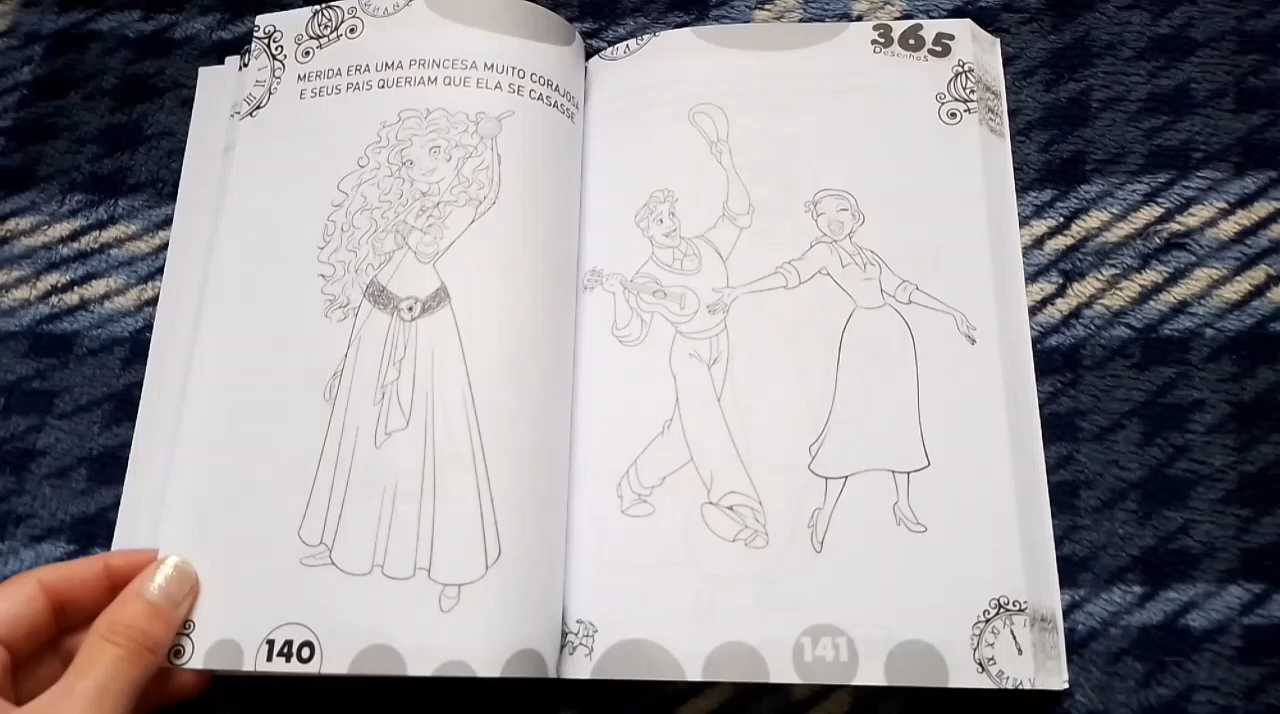 MERIDA ERA UMA PRINCESA MUITO CORAJOSA
E SEUS PAIS QUERIAM QUE ELA SE CASASSE.
365
Desenhos
140
141